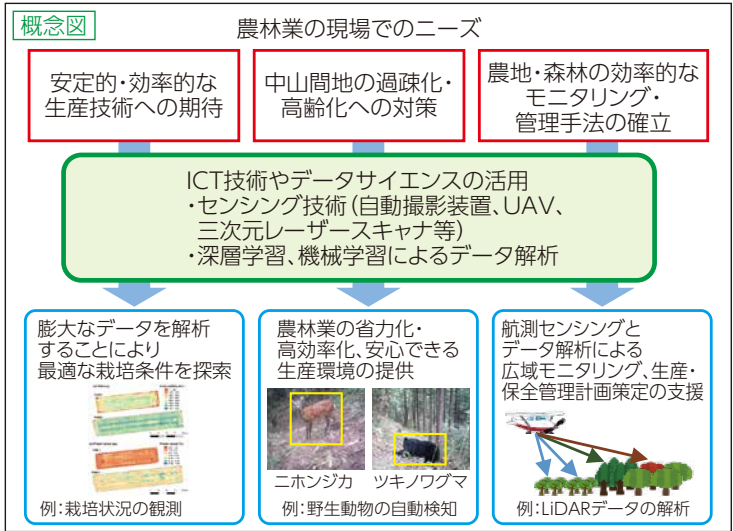 概念図
農林業の現場でのニーズ
安定的・効率的な
生産技術への期待
中山間地の過疎化・
高齢化への対策
農地・森林の効率的な
モニタリング・
管理手法の確立
ICT技術やデータサイエンスの活用
・センシング技術(自動撮影装置、UAV、
三次元レーザースキャナ等)
・深層学習、機械学習によるデータ解析
膨大なデータを解析
することにより
最適な栽培条件を探索
例:栽培状況の観測
農林業の省力化・
高効率化、安心できる
生産環境の提供
ニホンジカ
ツキノワグマ
例:野生動物の自動検知
航測センシングと
データ解析による
広域モニタリング、生産・
保全管理計画策定の支援
例:LiDARデータの解析